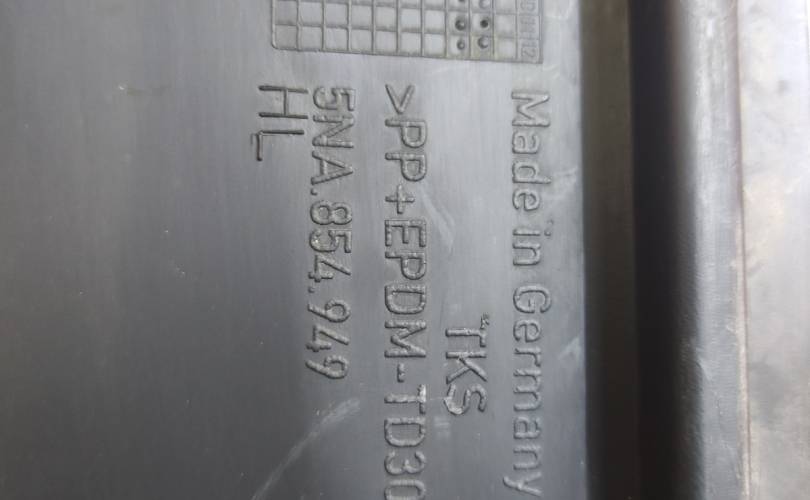 Made in Germany
TKS
>PP+EPDM-TD30
5NA.854.949
HL